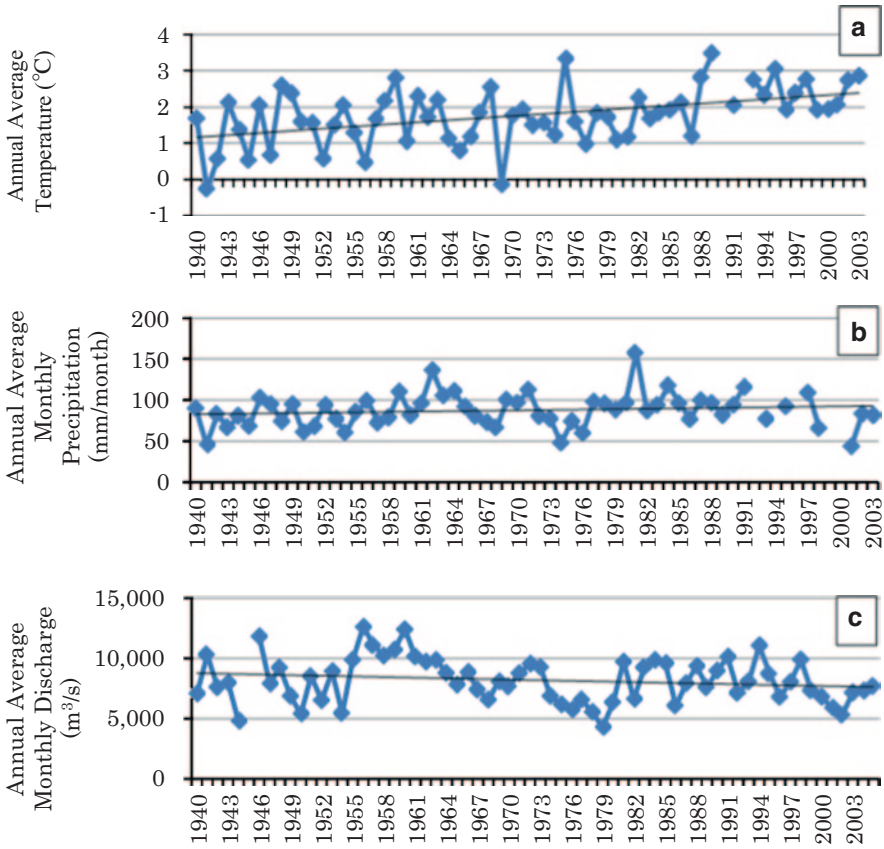 a
Annual Average
Temperature (°C)
4
3
2
1
0
-1
1940 1943 1946 1949 1952 1955 1958 1961 1964 1967 1970 1973 1976 1979 1982 1985 1988 1991 1994 1997 2000 2003
b
Annual Average
Monthly
Precipitation
(mm/month)
200
150
100
50
0
1940 1943 1946 1949 1952 1955 1958 1961 1964 1967 1970 1973 1976 1979 1982 1985 1988 1991 1994 1997 2000 2003
c
Annual Average
Monthly Discharge
(m³/s)
15,000
10,000
5,000
0
1940 1943 1946 1949 1952 1955 1958 1961 1964 1967 1970 1973 1976 1979 1982 1985 1988 1991 1994 1997 2000 2003